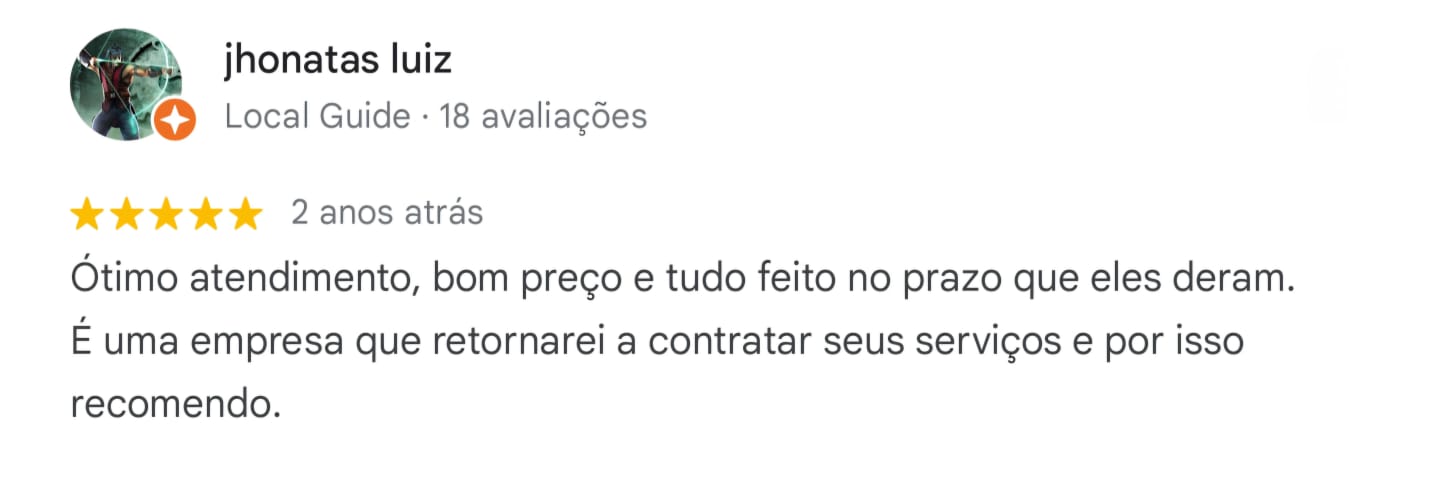 jhonatas luiz
Local Guide · 18 avaliações
2 anos atrás
Ótimo atendimento, bom preço e tudo feito no prazo que eles deram.
É uma empresa que retornarei a contratar seus serviços e por isso
recomendo.